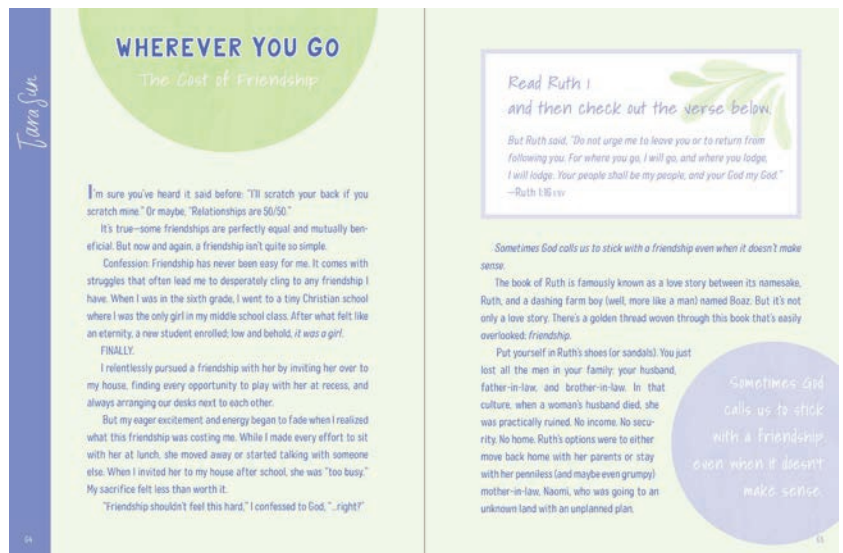 Tara Sun
WHEREVER YOU GO
The Cost of Friendship
I'm sure you've heard it said before: "I'll scratch your back if you
scratch mine." Or maybe, "Relationships are 50/50."
It's true—some friendships are perfectly equal and mutually ben-
eficial. But now and again, a friendship isn't quite so simple.
Confession: Friendship has never been easy for me. It comes with
struggles that often lead me to desperately cling to any friendship I
have. When I was in the sixth grade, I went to a tiny Christian school
where I was the only girl in my middle school class. After what felt like
an eternity, a new student enrolled; low and behold, it was a girl.
FINALLY.
I relentlessly pursued a friendship with her by inviting her over to
my house, finding every opportunity to play with her at recess, and
always arranging our desks next to each other.
But my eager excitement and energy began to fade when I realized
what this friendship was costing me. While I made every effort to sit
with her at lunch, she moved away or started talking with someone
else. When I invited her to my house after school, she was "too busy."
My sacrifice felt less than worth it.
"Friendship shouldn't feel this hard," I confessed to God, "...right?"
64
Read Ruth 1
and then check out the verse below.
But Ruth said, "Do not urge me to leave you or to return from
following you. For where you go, I will go, and where you lodge,
I will lodge. Your people shall be my people, and your God my God."
—Ruth 1:16 ESV
Sometimes God calls us to stick with a friendship even when it doesn't make
sense.
The book of Ruth is famously known as a love story between its namesake,
Ruth, and a dashing farm boy (well, more like a man) named Boaz. But it's not
only a love story. There's a golden thread woven through this book that's easily
overlooked: friendship.
Put yourself in Ruth's shoes (or sandals). You just
lost all the men in your family: your husband,
father-in-law, and brother-in-law. In that
culture, when a woman's husband died, she
was practically ruined. No income. No secu-
rity. No home. Ruth's options were to either
move back home with her parents or stay
with her penniless (and maybe even grumpy)
mother-in-law, Naomi, who was going to an
unknown land with an unplanned plan.
Sometimes God
calls us to stick
with a friendship
even when it doesn't
make sense.
65